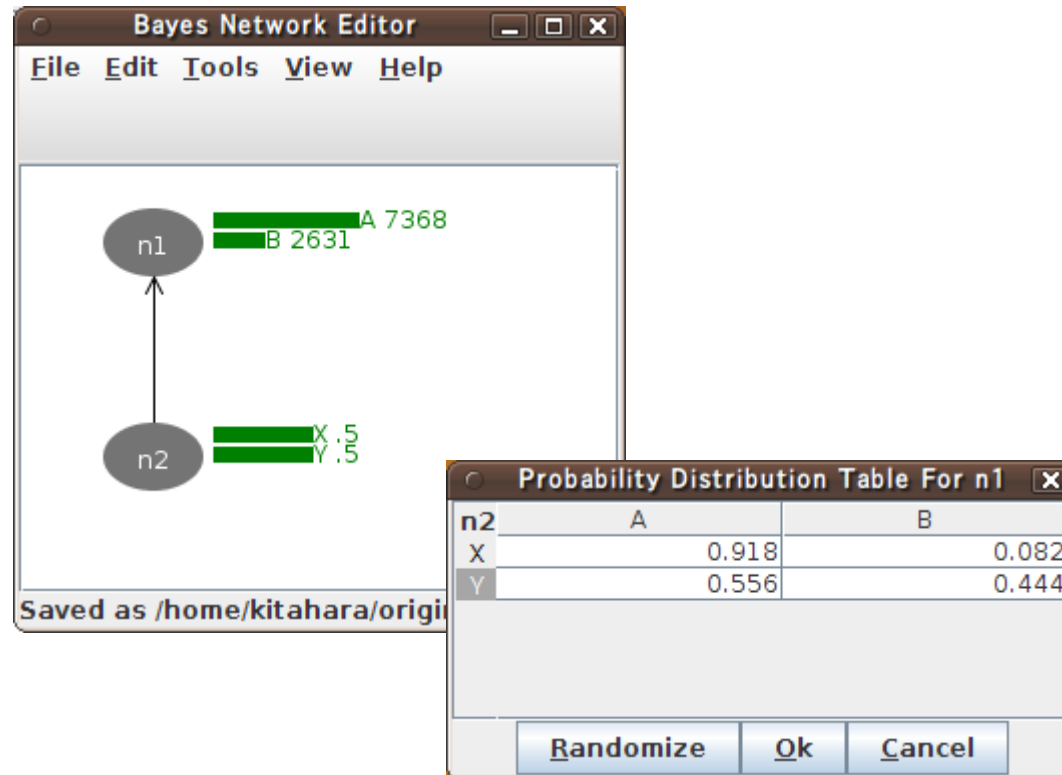 Bayes Network Editor
File Edit Tools View Help
n1
A 7368
B 2631
n2
X .5
Y .5
Saved as /home/kitahara/origi
Probability Distribution Table For n1
n2 A B
X 0.918 0.082
Y 0.556 0.444
Randomize Ok Cancel